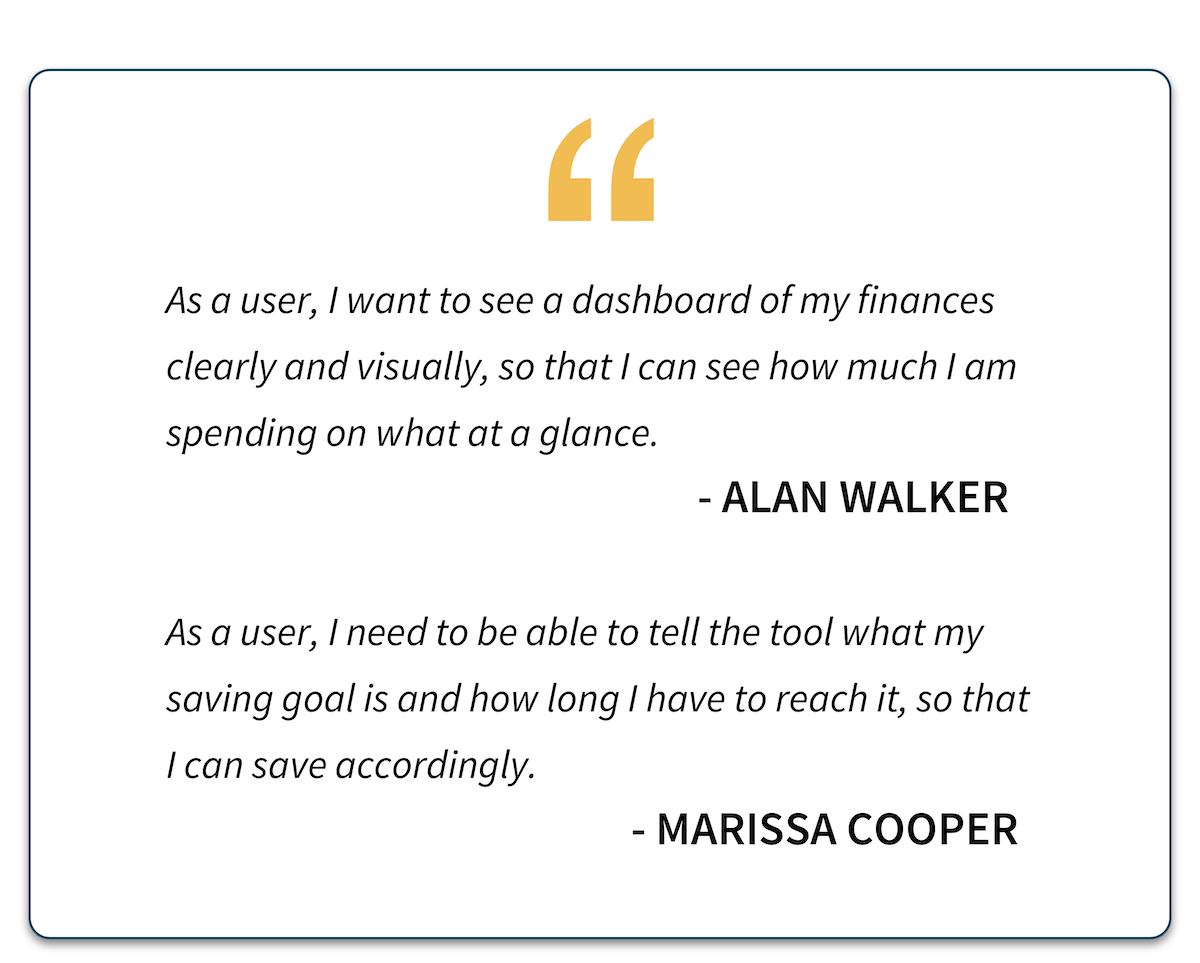 “
As a user, I want to see a dashboard of my finances
clearly and visually, so that I can see how much I am
spending on what at a glance.
- ALAN WALKER
As a user, I need to be able to tell the tool what my
saving goal is and how long I have to reach it, so that
I can save accordingly.
- MARISSA COOPER